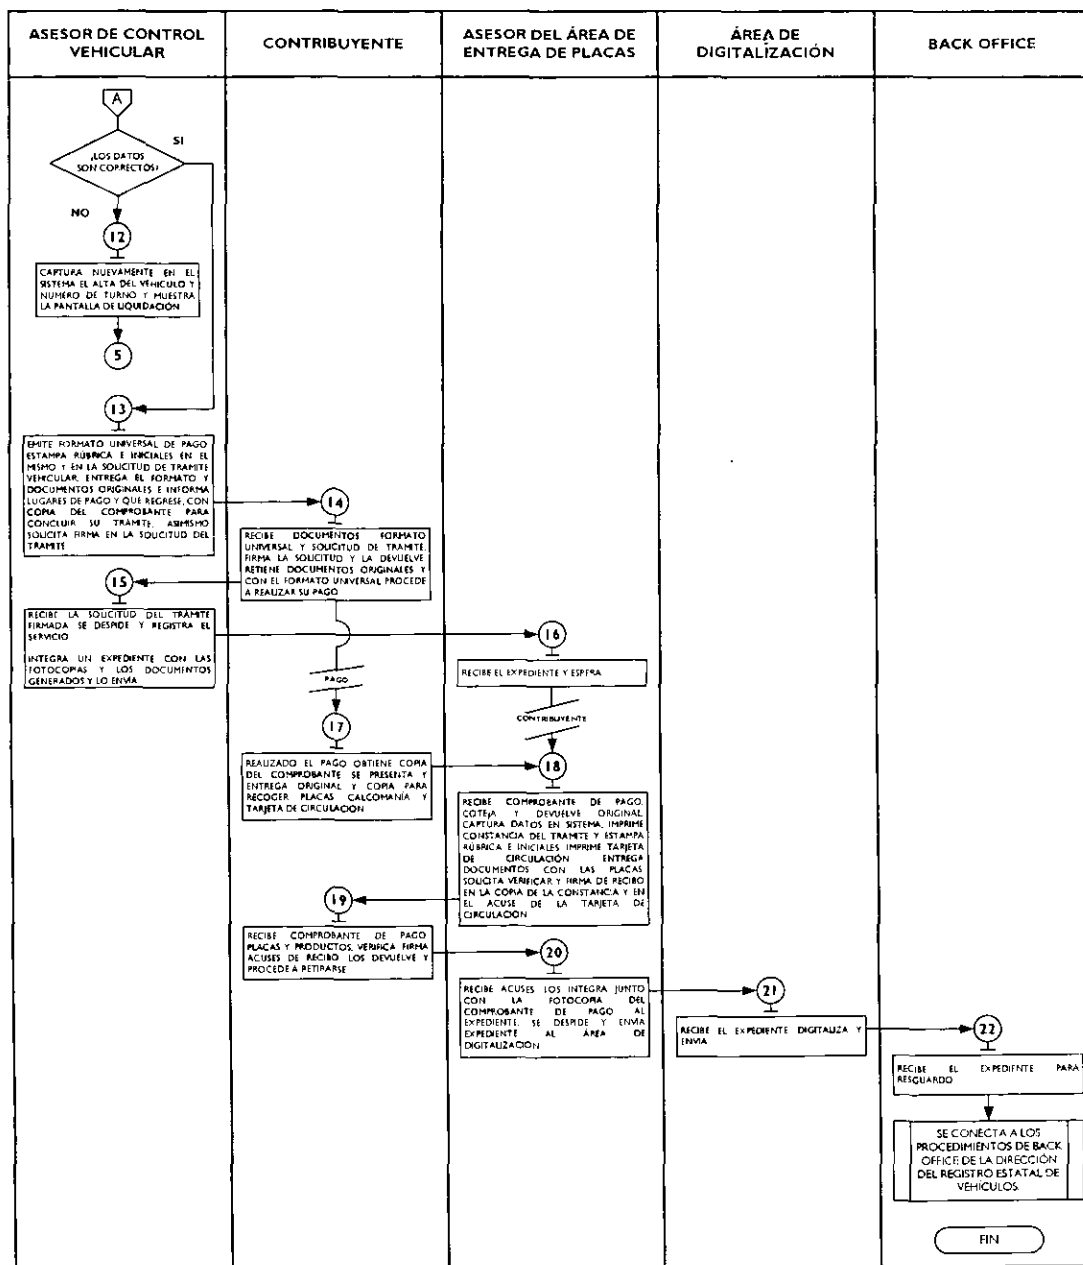 ASESOR DE CONTROL
VEHICULAR
CONTRIBUYENTE
ASESOR DEL ÁREA DE
ENTREGA DE PLACAS
ÁREA DE
DIGITALÍZACIÓN
BACK OFFICE
A
SI
¿LOS DATOS
SON CORRECTOS?
NO
12
CAPTURA NUEVAMENTE EN EL
SISTEMA EL ALTA DEL VEHICULO Y
NUMERO DE TURNO Y MUESTRA
LA PANTALLA DE LIQUIDACIÓN
5
13
EMITE FORMATO UNIVERSAL DE PAGO
ESTAMPA RÚBRICA E INICIALES EN EL
MISMO Y EN LA SOLICITUD DE TRAMITE
VEHICULAR, ENTREGA EL FORMATO Y
DOCUMENTOS ORIGINALES E INFORMA
LUGARES DE PAGO Y QUE REGRESE, CON
COPIA DEL COMPROBANTE PARA
CONCLUIR SU TRÁMITE, ASIMISMO
SOLICITA FIRMA EN LA SOLICITUD DEL
TRAMITE
14
RECIBE DOCUMENTOS FORMATO
UNIVERSAL Y SOLICITUD DE TRAMITE,
FIRMA LA SOLICITUD Y LA DEVUELVE
RETIENE DOCUMENTOS ORIGINALES Y
CON EL FORMATO UNIVERSAL PROCEDE
A REALIZAR SU PAGO
15
RECIBE LA SOLICITUD DEL TRÁMITE
FIRMADA SE DESPIDE Y REGISTRA EL
SERVICIO
INTEGRA UN EXPEDIENTE CON LAS
FOTOCOPIAS Y LOS DOCUMENTOS
GENERADOS Y LO ENVIA
16
RECIBE EL EXPEDIENTE Y ESPERA
PAGO
CONTRIBUYENTE
17
REALIZADO EL PAGO OBTIENE COPIA
DEL COMPROBANTE SE PRESENTA Y
ENTREGA ORIGINAL Y COPIA PARA
RECOGER PLACAS CALCOMANÍA Y
TARJETA DE CIRCULACION
18
RECIBE COMPROBANTE DE PAGO,
COTEJA Y DEVUELVE ORIGINAL
CAPTURA DATOS EN SISTEMA, IMPRIME
CONSTANCIA DEL TRAMITE Y ESTAMPA
RÚBRICA E INICIALES IMPRIME TARJETA
DE CIRCULACIÓN ENTREGA
DOCUMENTOS CON LAS PLACAS
SOLICITA VERIFICAR Y FIRMA DE RECIBO
EN LA COPIA DE LA CONSTANCIA Y EN
EL ACUSE DE LA TARJETA DE
CIRCULACION
19
RECIBE COMPROBANTE DE PAGO
PLACAS Y PRODUCTOS, VERIFICA FIRMA
ACUSES DE RECIBO LOS DEVUELVE Y
PROCEDE A RETIRARSE
20
RECIBE ACUSES LOS INTEGRA JUNTO
CON LA FOTOCOPIA DEL
COMPROBANTE DE PAGO AL
EXPEDIENTE, SE DESPIDE Y ENVIA
EXPEDIENTE AL ÁREA DE
DIGITALIZACION
21
RECIBE EL EXPEDIENTE DIGITALIZA Y
ENVIA
22
RECIBE EL EXPEDIENTE PARA
RESGUARDO
SE CONECTA A LOS
PROCEDIMIENTOS DE BACK
OFFICE DE LA DIRECCIÓN
DEL REGISTRO ESTATAL DE
VEHÍCULOS.
FIN